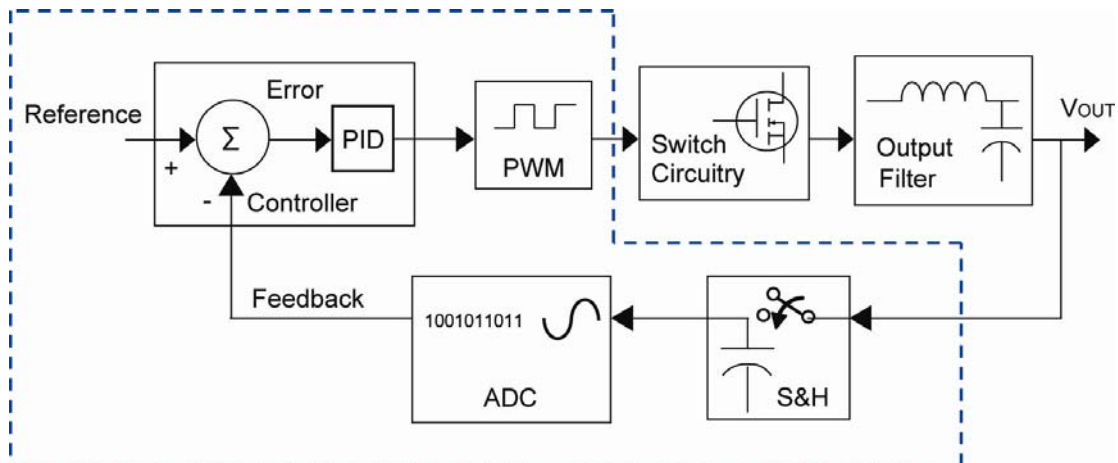 Reference
+
-
Σ
Error
PID
Controller
PWM
Switch
Circuitry
Output
Filter
VOUT
Feedback
1001011011
ADC
S&H